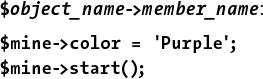 $object_name->member_name:
$mine->color = 'Purple';
$mine->start();